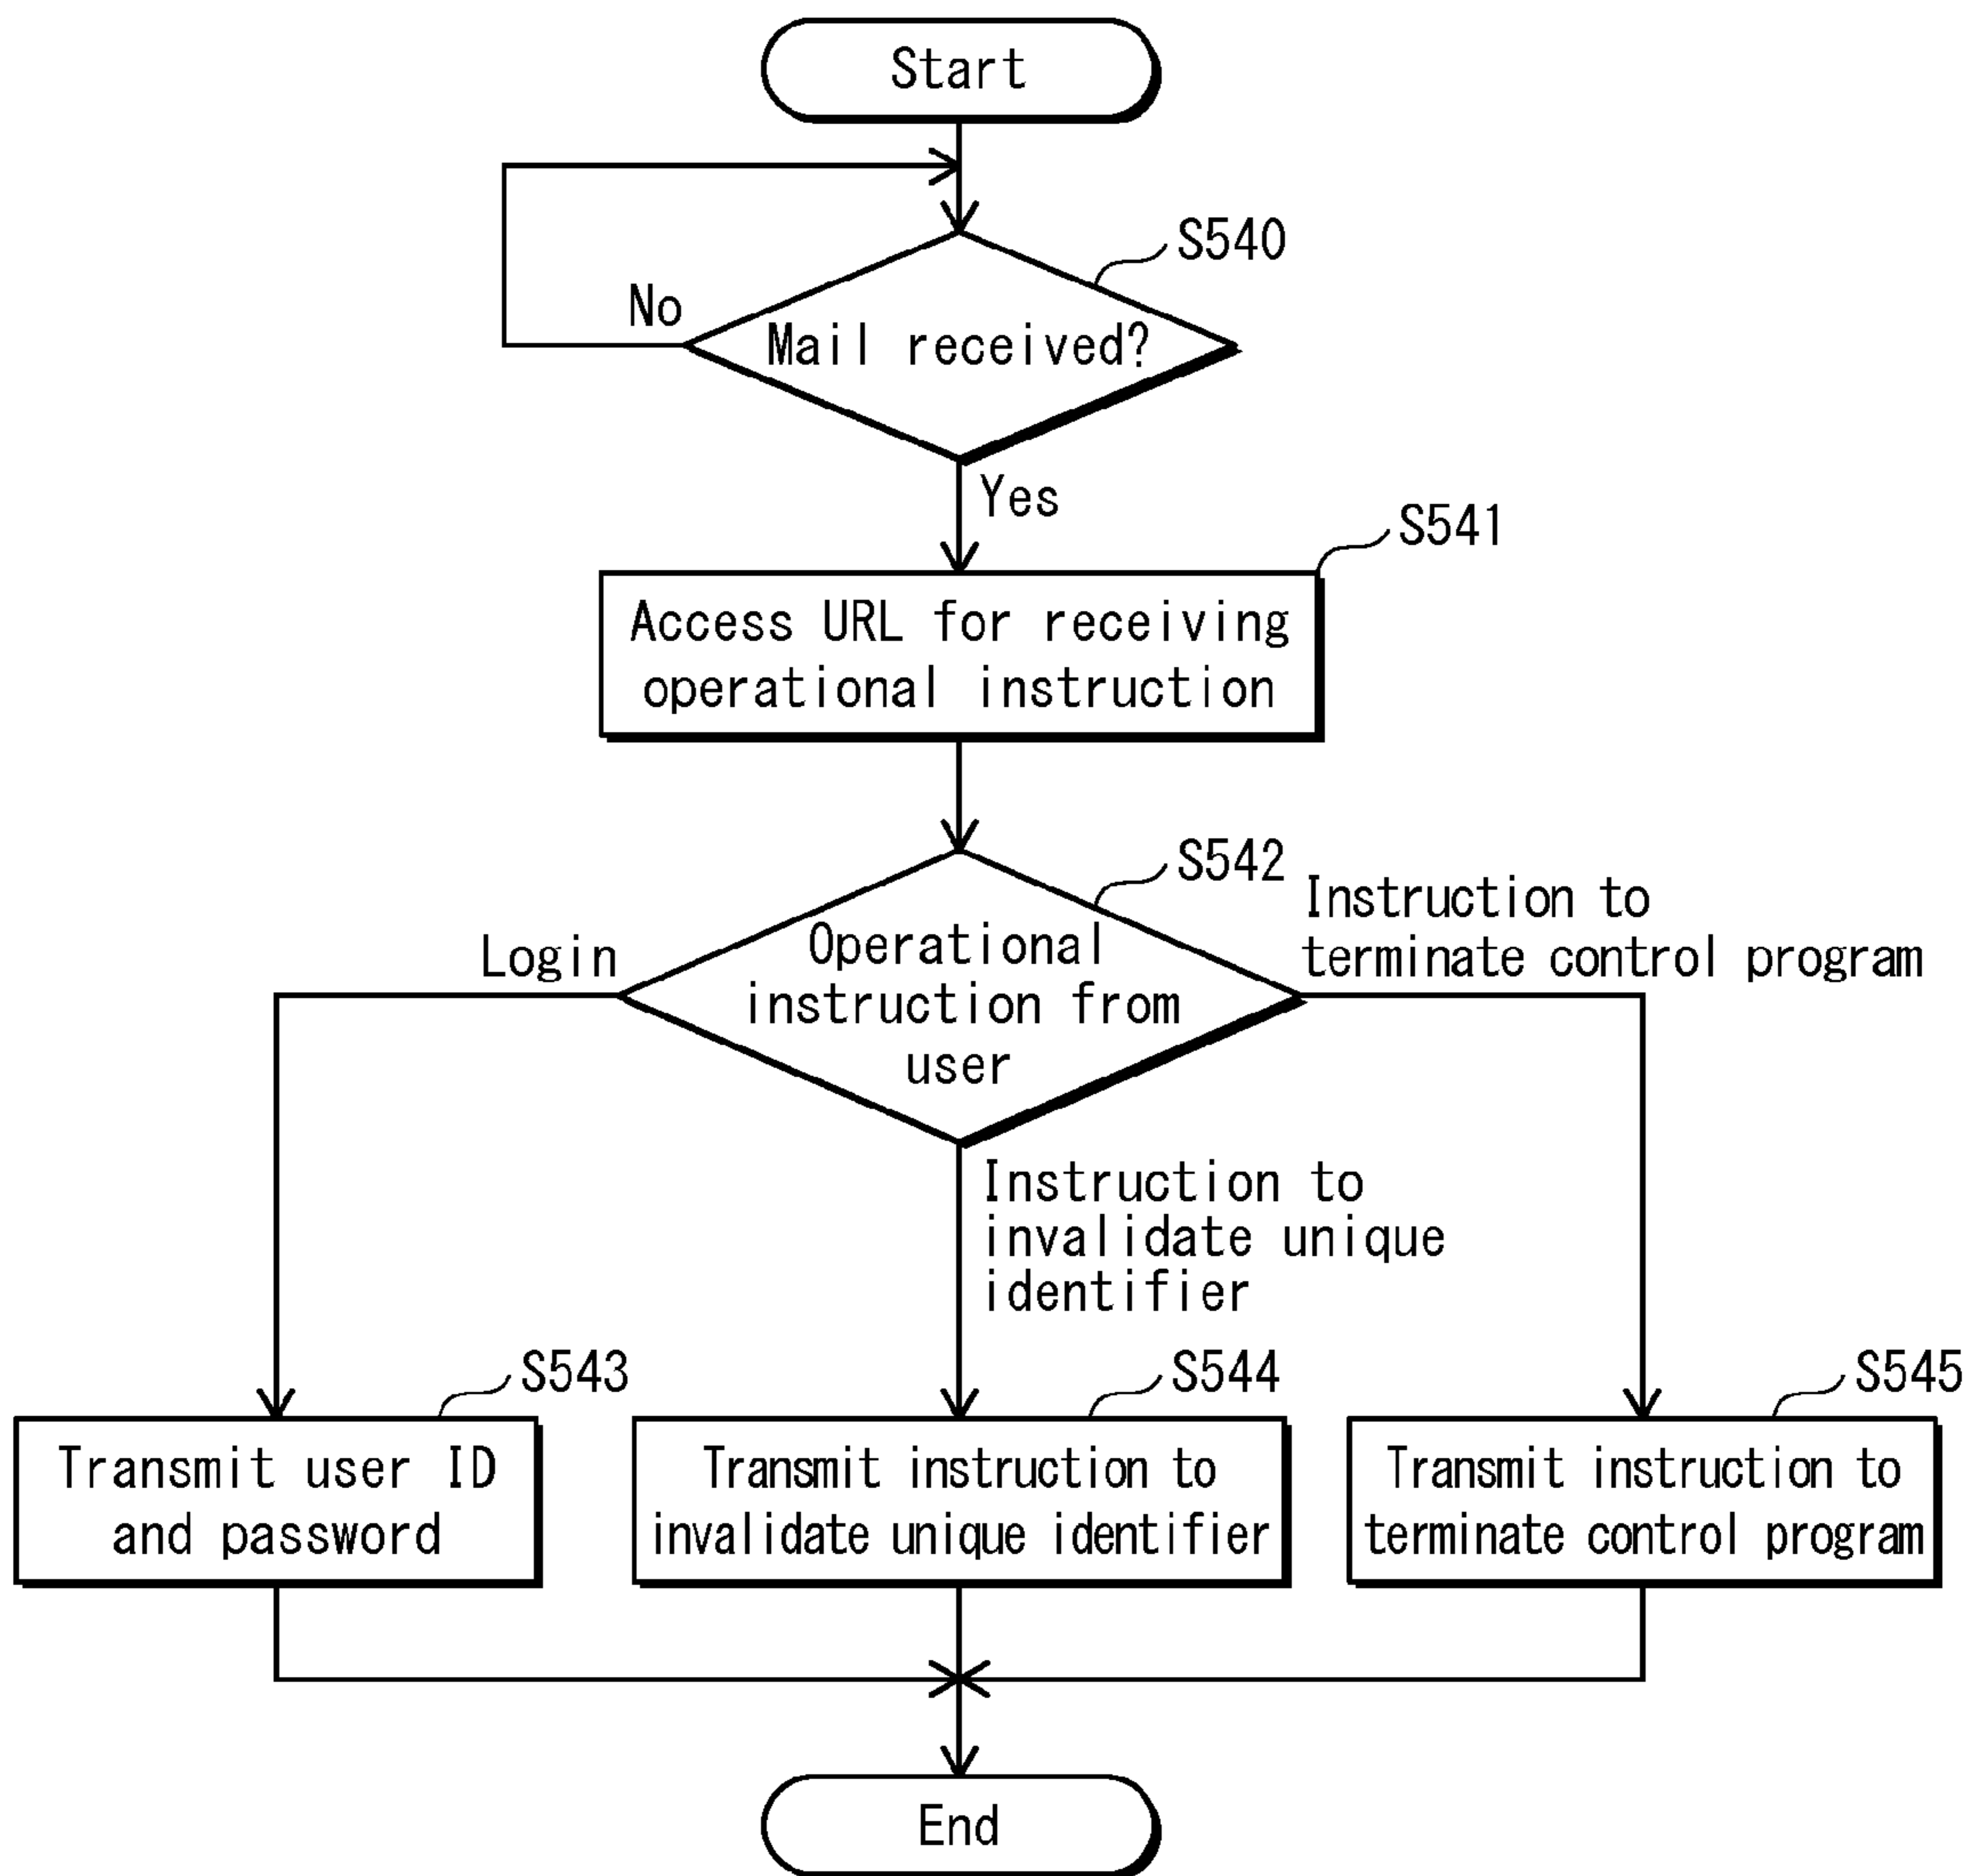 Start
S540
No
Mail received?
Yes
S541
Access URL for receiving
operational instruction
S542
Instruction to
terminate control program
Login
Operational
instruction from
user
Instruction to
invalidate unique
identifier
S543
S544
S545
Transmit user ID
and password
Transmit instruction to
invalidate unique identifier
Transmit instruction to
terminate control program
End